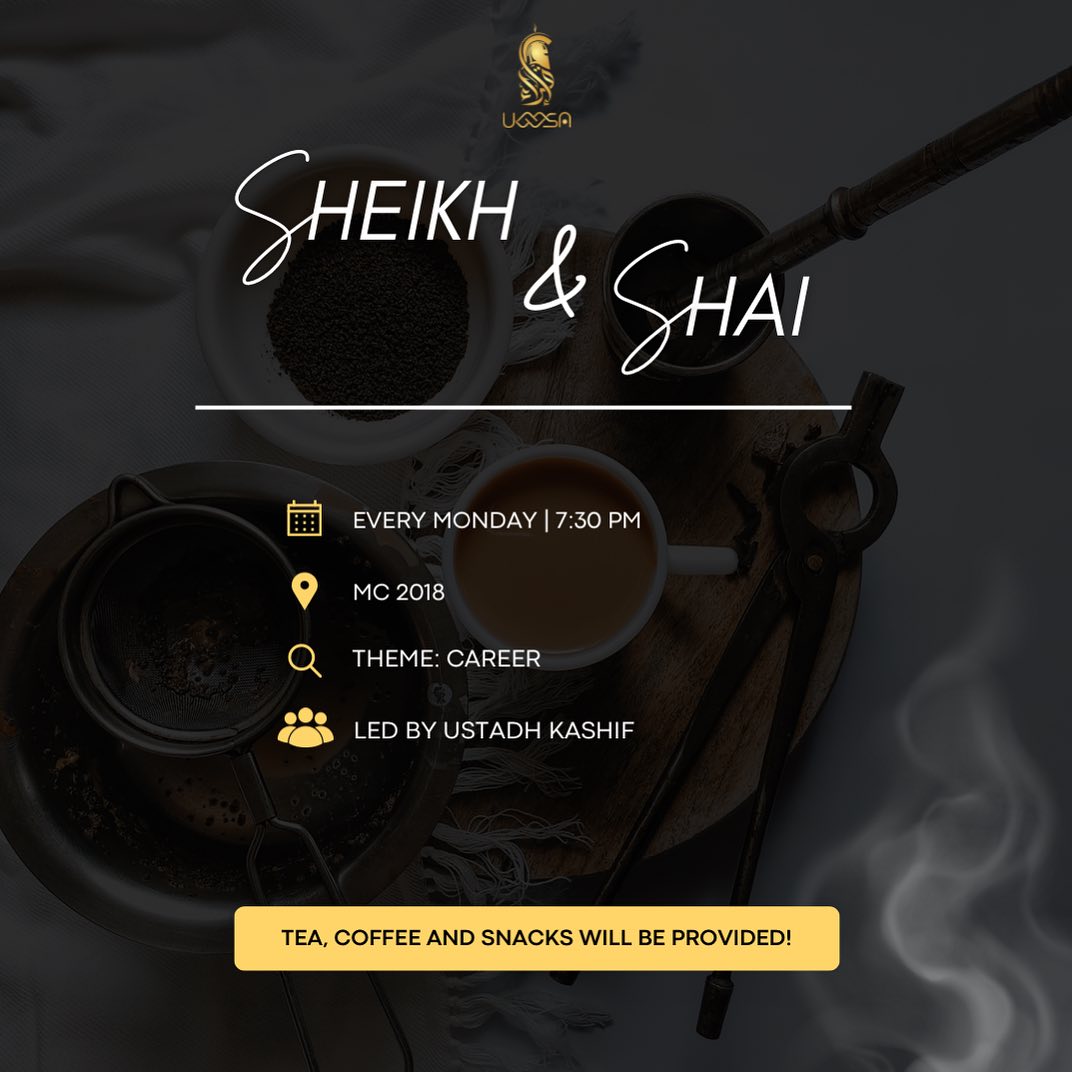 SHEIKH
& SHAI
EVERY MONDAY | 7:30 PM
MC 2018
THEME: CAREER
LED BY USTADH KASHIF
TEA, COFFEE AND SNACKS WILL BE PROVIDED!